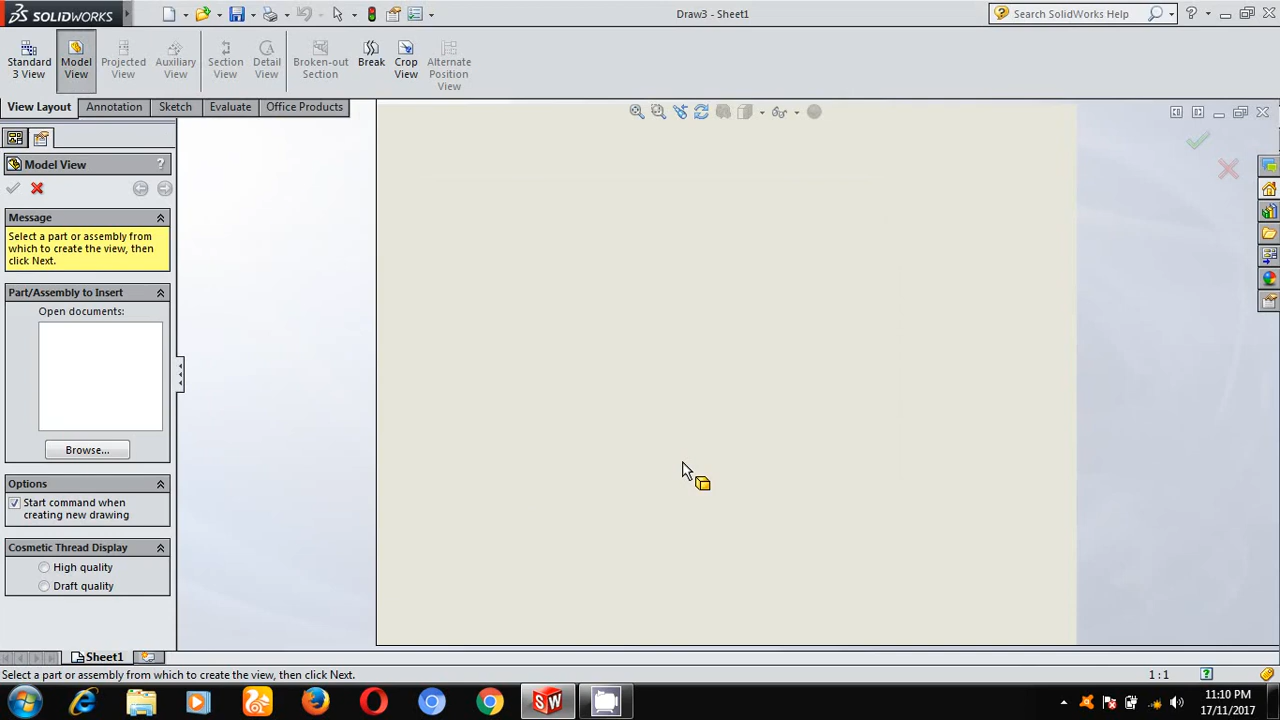 SOLIDWORKS
Draw3 - Sheet1
Search SolidWorks Help
Standard 3 View
Model View
Projected View
Auxiliary View
Section View
Detail View
Broken-out Section
Break
Crop View
Alternate Position View
View Layout
Annotation
Sketch
Evaluate
Office Products
Model View
?
Message
Select a part or assembly from
which to create the view, then
click Next.
Part/Assembly to Insert
Open documents:
Browse...
Options
Start command when
creating new drawing
Cosmetic Thread Display
High quality
Draft quality
Sheet1
Select a part or assembly from which to create the view, then click Next.
1 : 1
?
SW
11:10 PM
17/11/2017